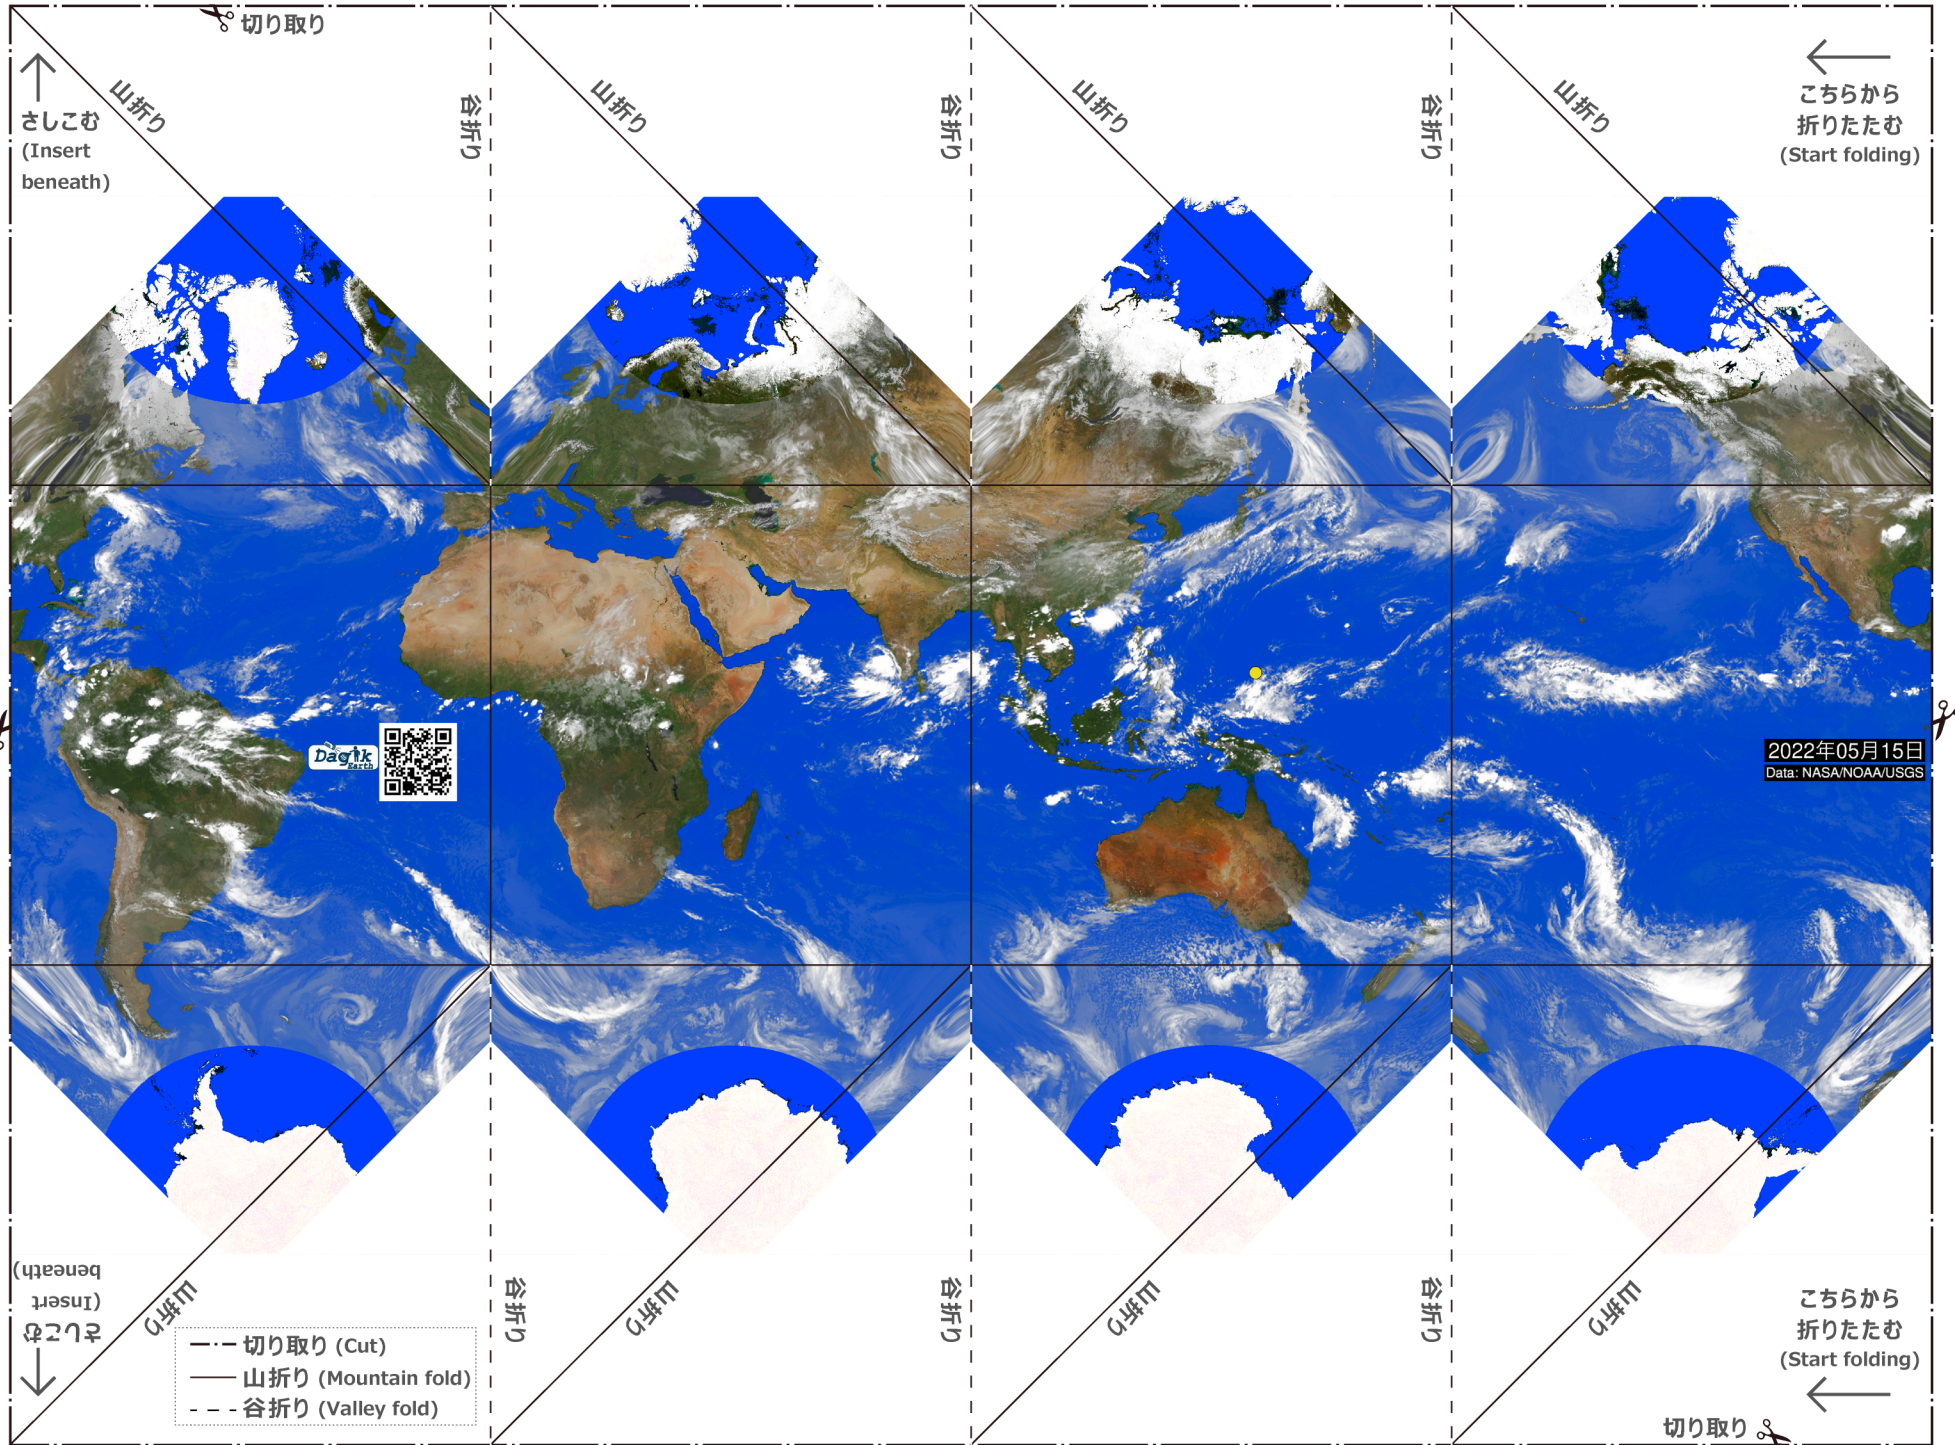 切り取り
さしこむ
(Insert
beneath)
山折り
谷折り
山折り
谷折り
山折り
谷折り
山折り
こちらから
折りたたむ
(Start folding)
Dagik
Earth
2022年05月15日
Data: NASA/NOAA/USGS
さしこむ
(Insert
beneath)
山折り
谷折り
山折り
谷折り
山折り
谷折り
山折り
こちらから
折りたたむ
(Start folding)
切り取り (Cut)
山折り (Mountain fold)
谷折り (Valley fold)
切り取り